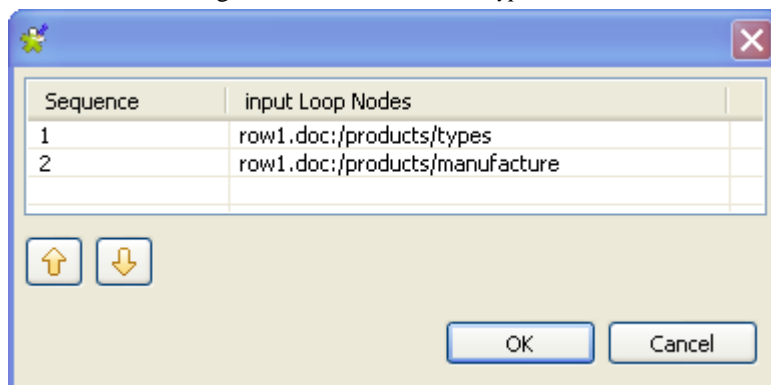 Sequence input Loop Nodes
1 row1.doc:/products/types
2 row1.doc:/products/manufacture
OK Cancel